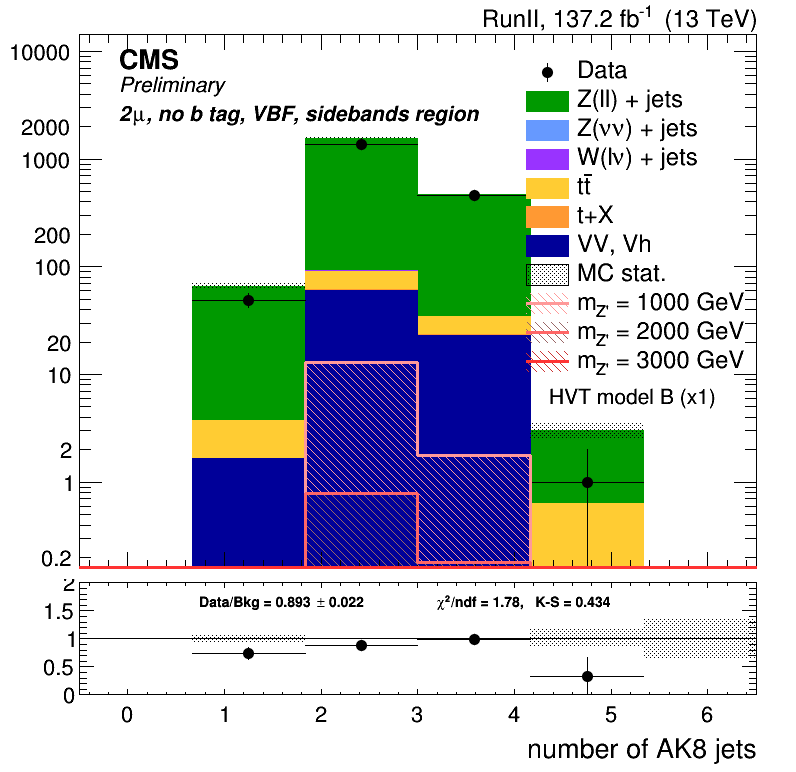 RunII, 137.2 fb⁻¹ (13 TeV)
CMS
Preliminary
2μ, no b tag, VBF, sidebands region
10000
2000
1000
200
100
20
10
2
1
0.2
Data
Z(ll) + jets
Z(νν) + jets
W(lν) + jets
tt̄
t+X
VV, Vh
MC stat.
m_Z' = 1000 GeV
m_Z' = 2000 GeV
m_Z' = 3000 GeV
HVT model B (x1)
2
1.5
1
0.5
0
Data/Bkg = 0.893 ± 0.022
χ²/ndf = 1.78, K-S = 0.434
0 1 2 3 4 5 6
number of AK8 jets